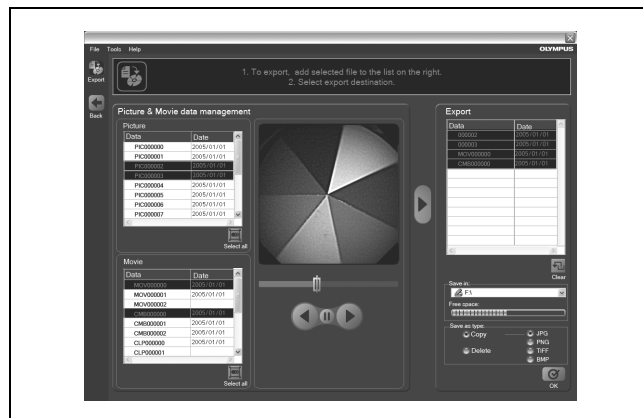 File Tools Help
OLYMPUS
Export
1. To export, add selected file to the list on the right.
2. Select export destination.
Back
Picture & Movie data management
Picture
Data Date
PIC000000 2005/01/01
PIC000001 2005/01/01
PIC000002 2005/01/01
PIC000003 2005/01/01
PIC000004 2005/01/01
PIC000005 2005/01/01
PIC000006 2005/01/01
PIC000007 2005/01/01
Select all
Movie
Data Date
MOV000000 2005/01/01
MOV000001 2005/01/01
MOV000002
CMB000000 2005/01/01
CMB000001 2005/01/01
CMB000002 2005/01/01
CLP000000 2005/01/01
CLP000001
Select all
Export
Data Date
000002 2005/01/01
000003 2005/01/01
MOV000000 2005/01/01
CMB000000 2005/01/01
Clear
Save in:
F:\
Free space:
Save as type:
Copy JPG
PNG
Delete TIFF
BMP
OK